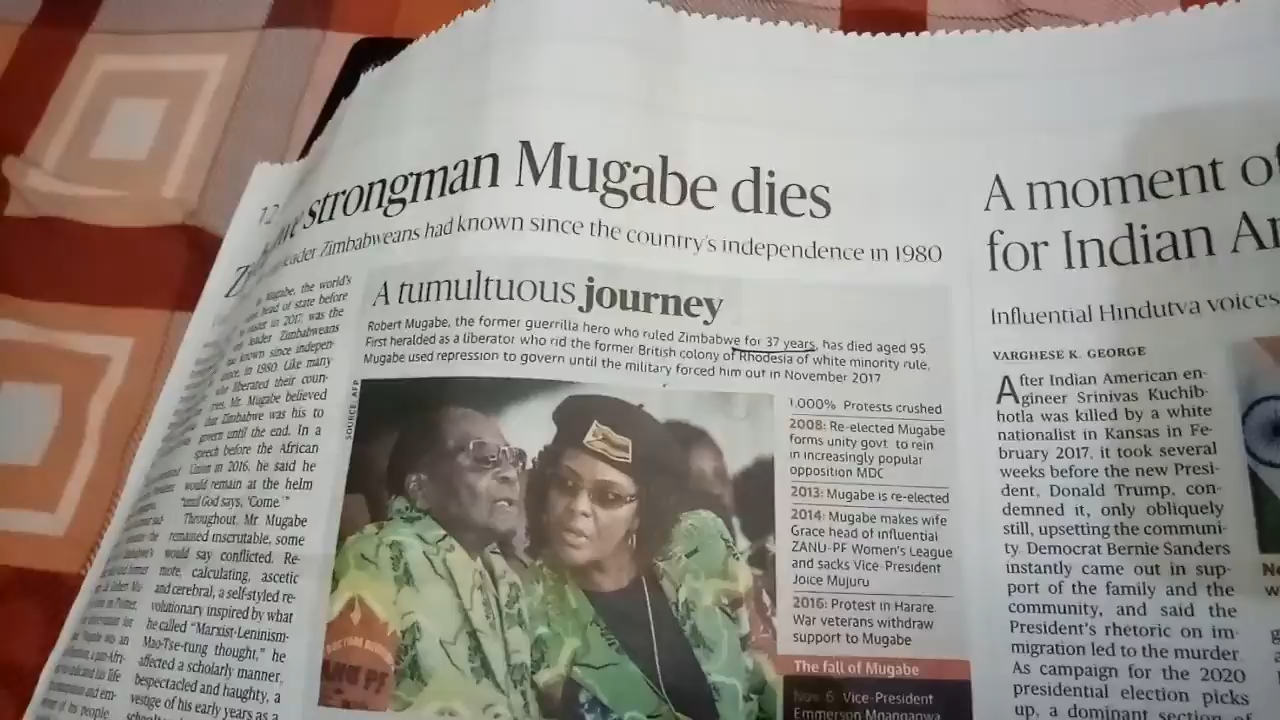 12
strongman Mugabe dies
leader Zimbabweans had known since the country's independence in 1980
Mugabe, the world's
head of state before
in 2017, was the
leader Zimbabweans
known since indepen-
in 1980. Like many
who liberated their coun-
tries, Mr. Mugabe believed
that Zimbabwe was his to
govern until the end. In a
speech before the African
Union in 2016, he said he
would remain at the helm
"until God says, 'Come.'"
Throughout, Mr. Mugabe
remained inscrutable, some
would say conflicted. Re-
mote, calculating, ascetic
and cerebral, a self-styled re-
volutionary inspired by what
he called "Marxist-Leninism-
Mao-Tse-tung thought," he
affected a scholarly manner,
bespectacled and haughty, a
vestige of his early years as a
A tumultuous journey
Robert Mugabe, the former guerrilla hero who ruled Zimbabwe for 37 years, has died aged 95.
First heralded as a liberator who rid the former British colony of Rhodesia of white minority rule,
Mugabe used repression to govern until the military forced him out in November 2017
SOURCE: AFP
ANU PF
1,000% Protests crushed
2008: Re-elected Mugabe
forms unity govt. to rein
in increasingly popular
opposition MDC
2013: Mugabe is re-elected
2014: Mugabe makes wife
Grace head of influential
ZANU-PF Women's League
and sacks Vice-President
Joice Mujuru
2016: Protest in Harare.
War veterans withdraw
support to Mugabe
The fall of Mugabe
Nov. 6: Vice-President
Emmerson Mnangagwa
A moment of
for Indian
Influential Hindutva voices
VARGHESE K. GEORGE
After Indian American en-
gineer Srinivas Kuchib-
hotla was killed by a white
nationalist in Kansas in Fe-
bruary 2017, it took several
weeks before the new Presi-
dent, Donald Trump, con-
demned it, only obliquely
still, upsetting the communi-
ty. Democrat Bernie Sanders
instantly came out in sup-
port of the family and the
community, and said the
President's rhetoric on im-
migration led to the murder.
As campaign for the 2020
presidential election picks
up, a dominant section of